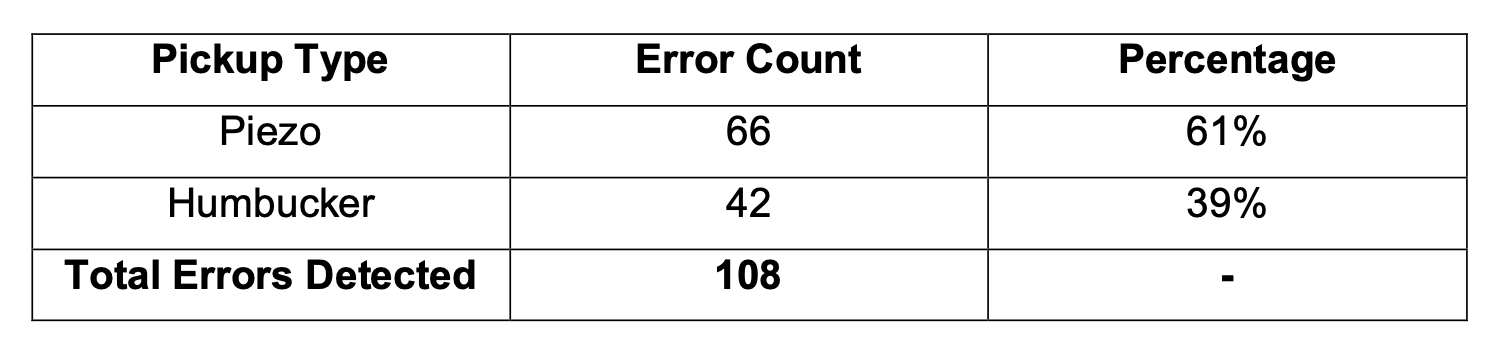 Pickup Type Error Count Percentage
Piezo 66 61%
Humbucker 42 39%
Total Errors Detected 108 -